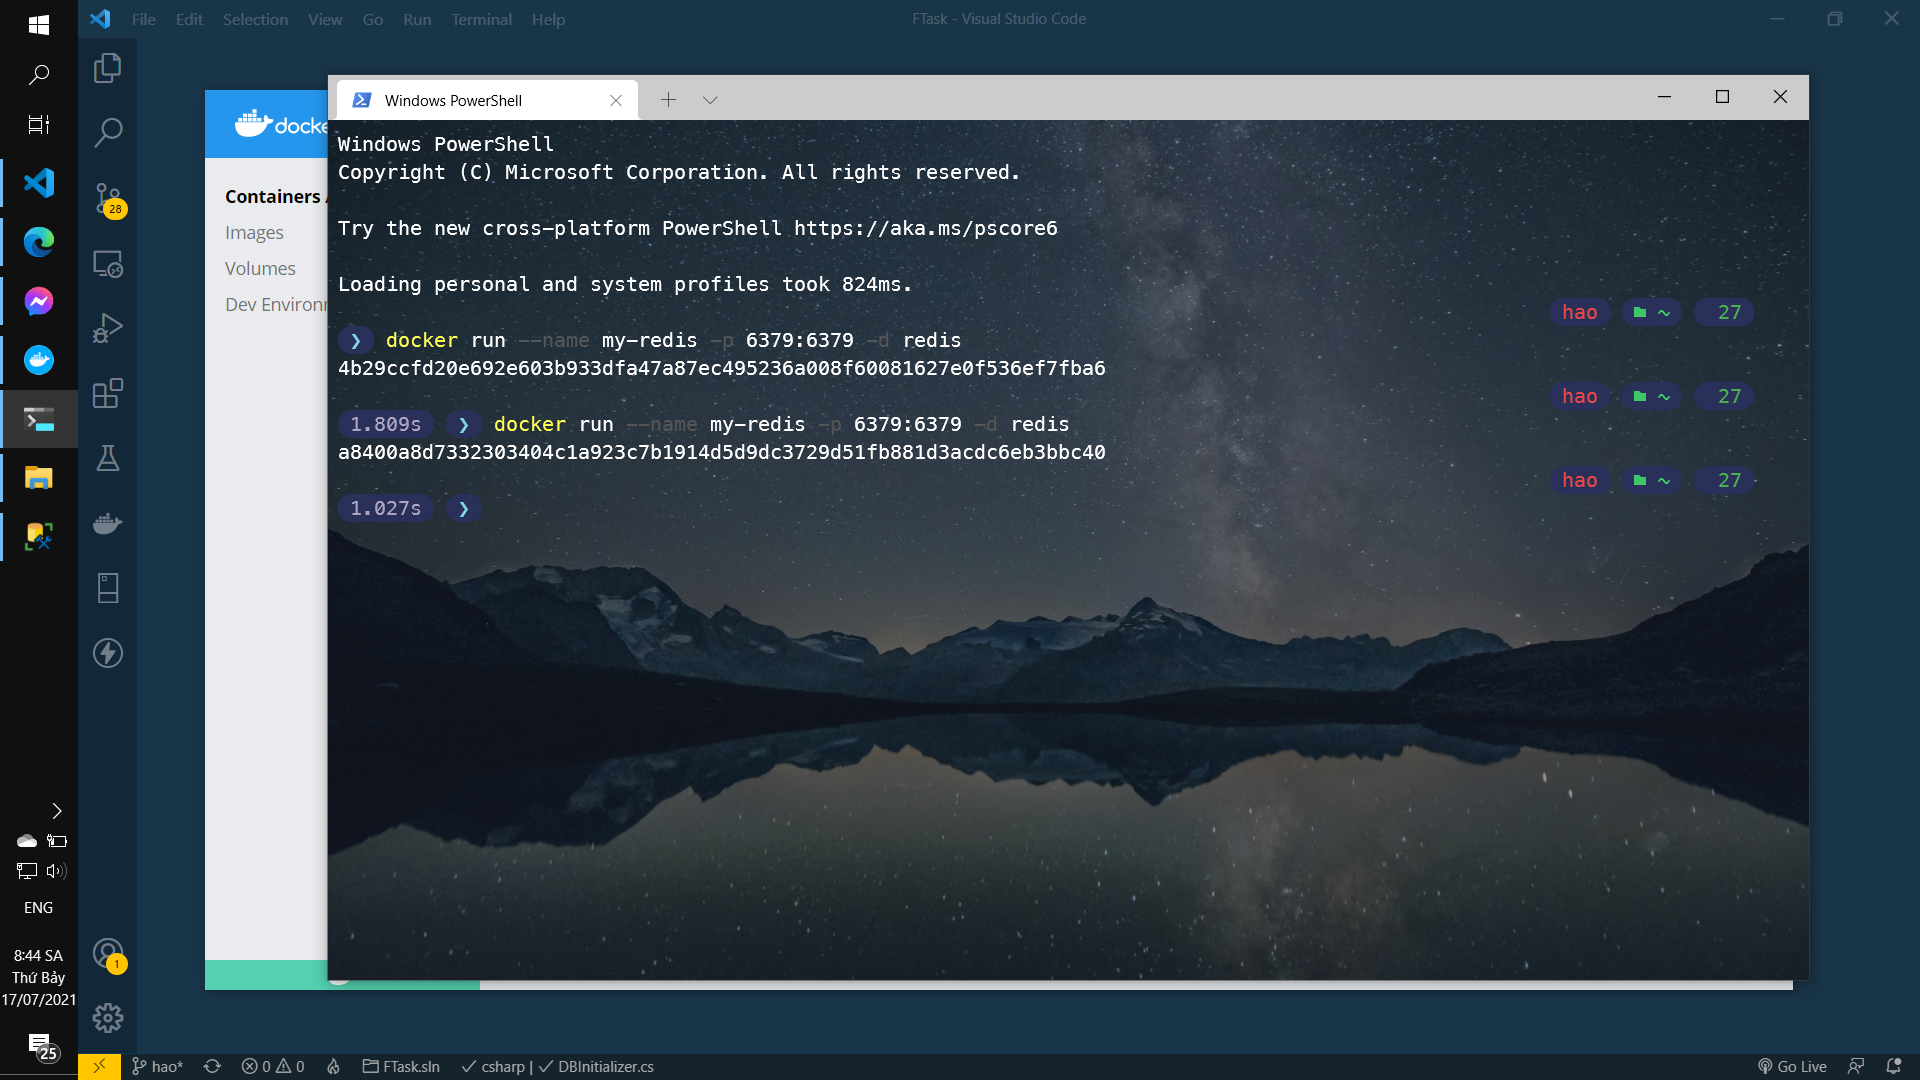 File Edit Selection View Go Run Terminal Help
FTask - Visual Studio Code
Windows PowerShell
28
Containers
Images
Volumes
Windows PowerShell
Copyright (C) Microsoft Corporation. All rights reserved.
Try the new cross-platform PowerShell https://aka.ms/pscore6
Loading personal and system profiles took 824ms.
hao ~ 27
❯ docker run --name my-redis -p 6379:6379 -d redis
4b29ccfd20e692e603b933dfa47a87ec495236a008f60081627e0f536ef7fba6
hao ~ 27
1.809s ❯ docker run --name my-redis -p 6379:6379 -d redis
a8400a8d7332303404c1a923c7b1914d5d9dc3729d51fb881d3acdc6eb3bbc40
hao ~ 27
1.027s ❯
ENG
8:44 SA
Thứ Bảy
17/07/2021
25
1
hao* 0 0 FTask.sln csharp | DBInitializer.cs Go Live